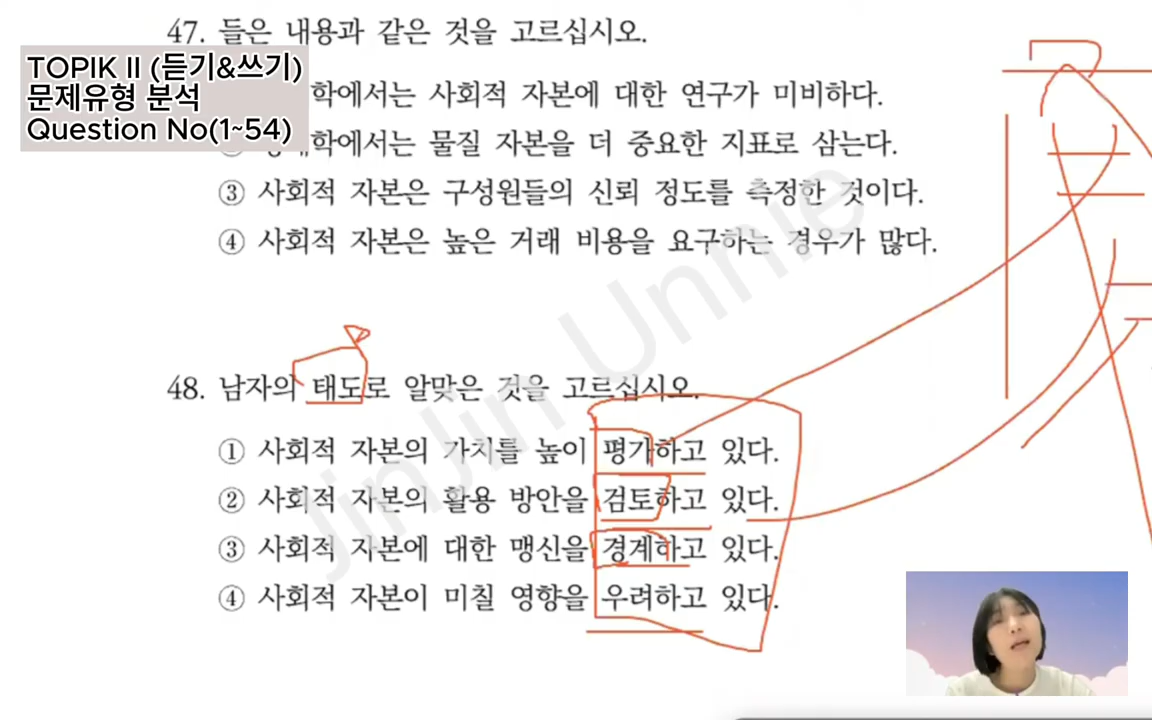 47. 들은 내용과 같은 것을 고르십시오.
TOPIK II (듣기&쓰기)
문제유형 분석
Question No(1~54)
학에서는 사회적 자본에 대한 연구가 미비하다.
학에서는 물질 자본을 더 중요한 지표로 삼는다.
③ 사회적 자본은 구성원들의 신뢰 정도를 측정한 것이다.
④ 사회적 자본은 높은 거래 비용을 요구하는 경우가 많다.
JinJin Unnie
48. 남자의 태도로 알맞은 것을 고르십시오.
① 사회적 자본의 가치를 높이 평가하고 있다.
② 사회적 자본의 활용 방안을 검토하고 있다.
③ 사회적 자본에 대한 맹신을 경계하고 있다.
④ 사회적 자본이 미칠 영향을 우려하고 있다.